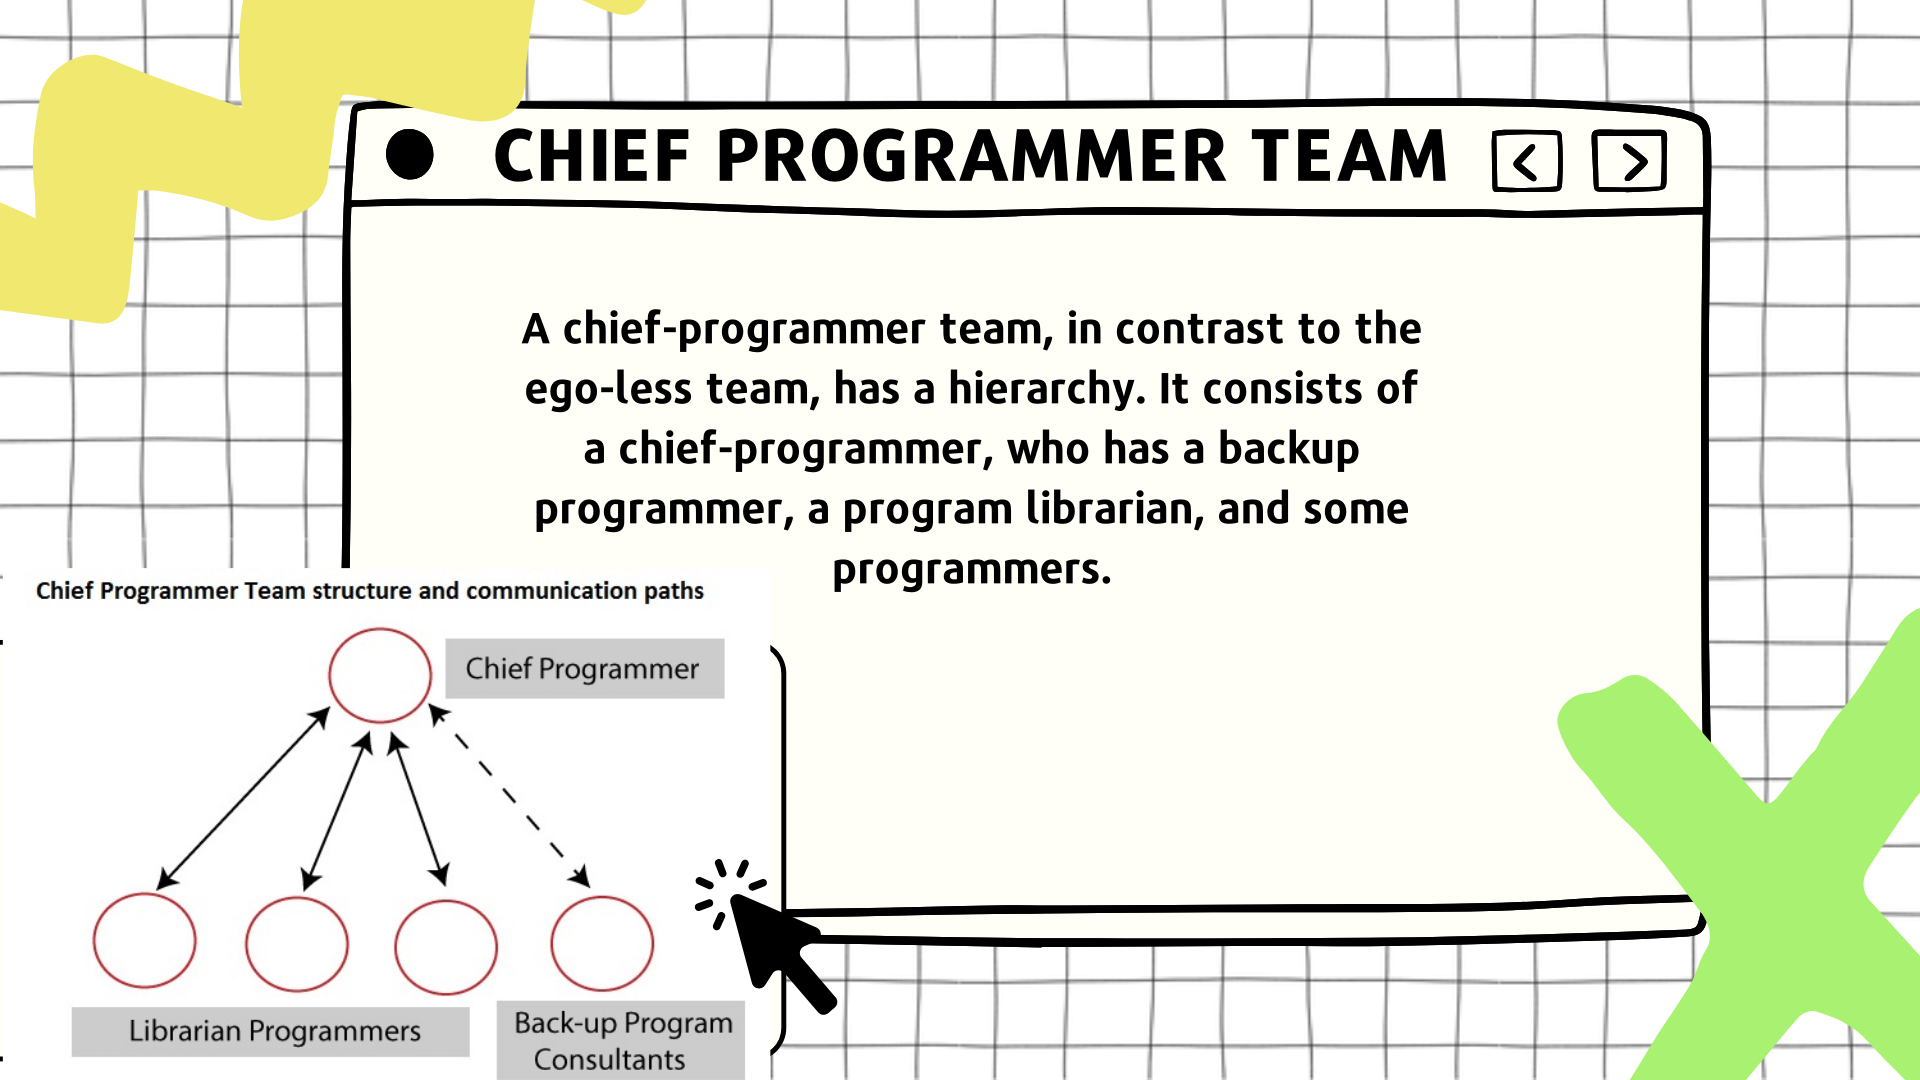 CHIEF PROGRAMMER TEAM
A chief-programmer team, in contrast to the
ego-less team, has a hierarchy. It consists of
a chief-programmer, who has a backup
programmer, a program librarian, and some
programmers.
Chief Programmer Team structure and communication paths
Chief Programmer
Librarian Programmers
Back-up Program
Consultants